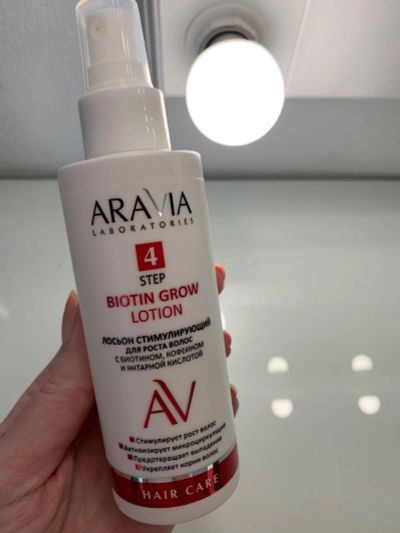 ARAVIA
LABORATORIES
4
STEP
BIOTIN GROW
LOTION
ЛОСЬОН СТИМУЛИРУЮЩИЙ
ДЛЯ РОСТА ВОЛОС
С БИОТИНОМ, КОФЕИНОМ
И ЯНТАРНОЙ КИСЛОТОЙ
AV
Стимулирует рост волос
Активизирует микроциркуляцию
Предотвращает выпадение
Укрепляет корни волос
HAIR CARE